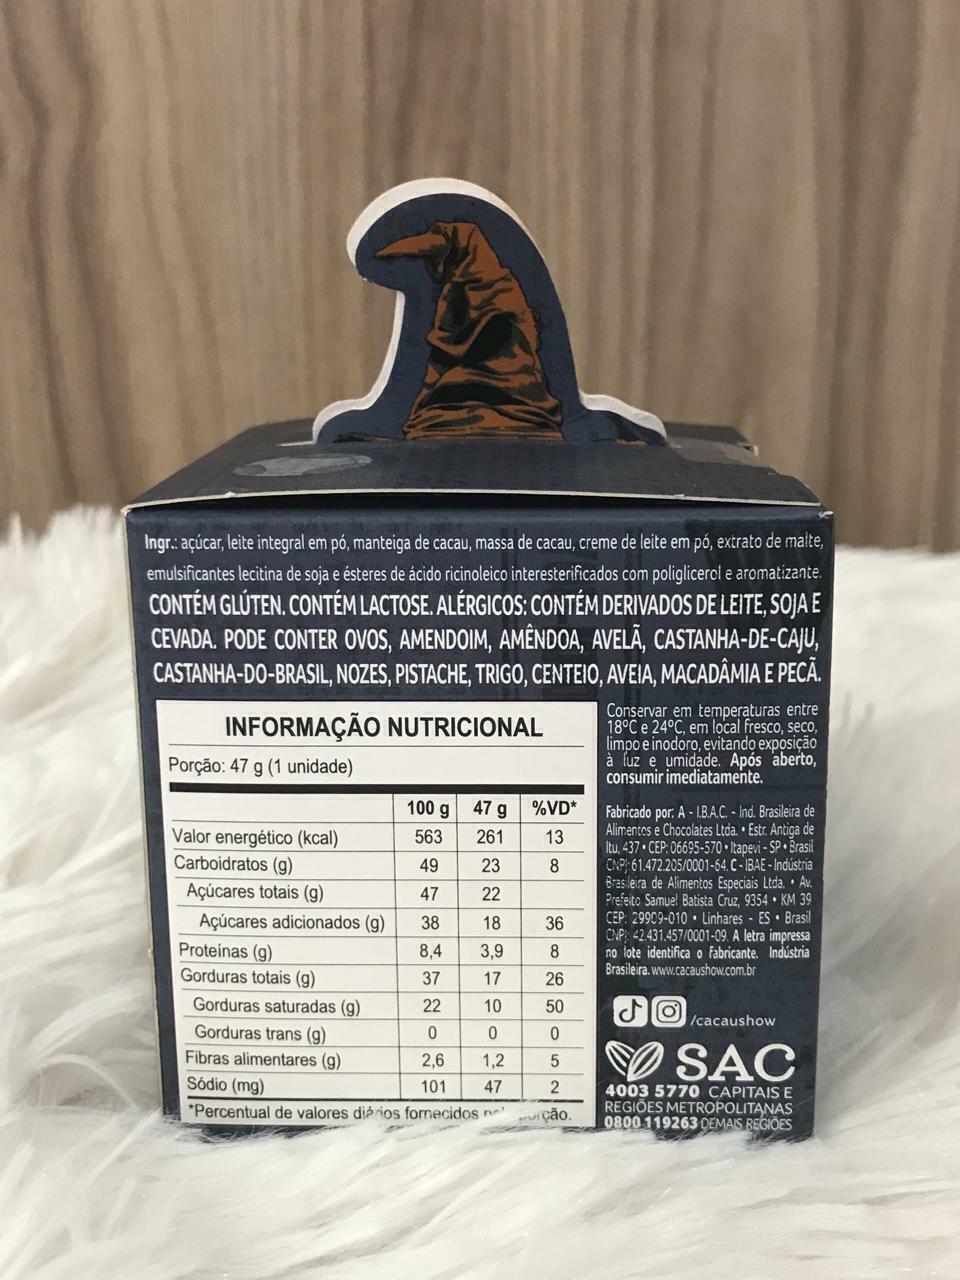 Ingr.: açúcar, leite integral em pó, manteiga de cacau, massa de cacau, creme de leite em pó, extrato de malte,
emulsificantes lecitina de soja e ésteres de ácido ricinoleico interesterificados com poliglicerol e aromatizante.
CONTÉM GLÚTEN. CONTÉM LACTOSE. ALÉRGICOS: CONTÉM DERIVADOS DE LEITE, SOJA E
CEVADA. PODE CONTER OVOS, AMENDOIM, AMÊNDOA, AVELÃ, CASTANHA-DE-CAJU,
CASTANHA-DO-BRASIL, NOZES, PISTACHE, TRIGO, CENTEIO, AVEIA, MACADÂMIA E PECÃ.
INFORMAÇÃO NUTRICIONAL
Porção: 47 g (1 unidade)
100 g 47 g %VD*
Valor energético (kcal) 563 261 13
Carboidratos (g) 49 23 8
Açúcares totais (g) 47 22
Açúcares adicionados (g) 38 18 36
Proteínas (g) 8,4 3,9 8
Gorduras totais (g) 37 17 26
Gorduras saturadas (g) 22 10 50
Gorduras trans (g) 0 0 0
Fibras alimentares (g) 2,6 1,2 5
Sódio (mg) 101 47 2
*Percentual de valores diários fornecidos pela porção.
Conservar em temperaturas entre
18°C e 24°C, em local fresco, seco,
limpo e inodoro, evitando exposição
à luz e umidade. Após aberto,
consumir imediatamente.
Fabricado por: A - I.B.A.C. - Ind. Brasileira de
Alimentos e Chocolates Ltda. • Estr. Antiga de
Itu, 437 • CEP: 06695-570 • Itapevi - SP • Brasil
CNPJ: 61.472.205/0001-64. C - IBAE - Indústria
Brasileira de Alimentos Especiais Ltda. • Av.
Prefeito Samuel Batista Cruz, 9354 • KM 39
CEP: 29909-010 • Linhares - ES • Brasil
CNPJ: 42.431.457/0001-09. A letra impressa
no lote identifica o fabricante. Indústria
Brasileira. www.cacaushow.com.br
/cacaushow
SAC
4003 5770 CAPITAIS E
REGIÕES METROPOLITANAS
0800 119263 DEMAIS REGIÕES